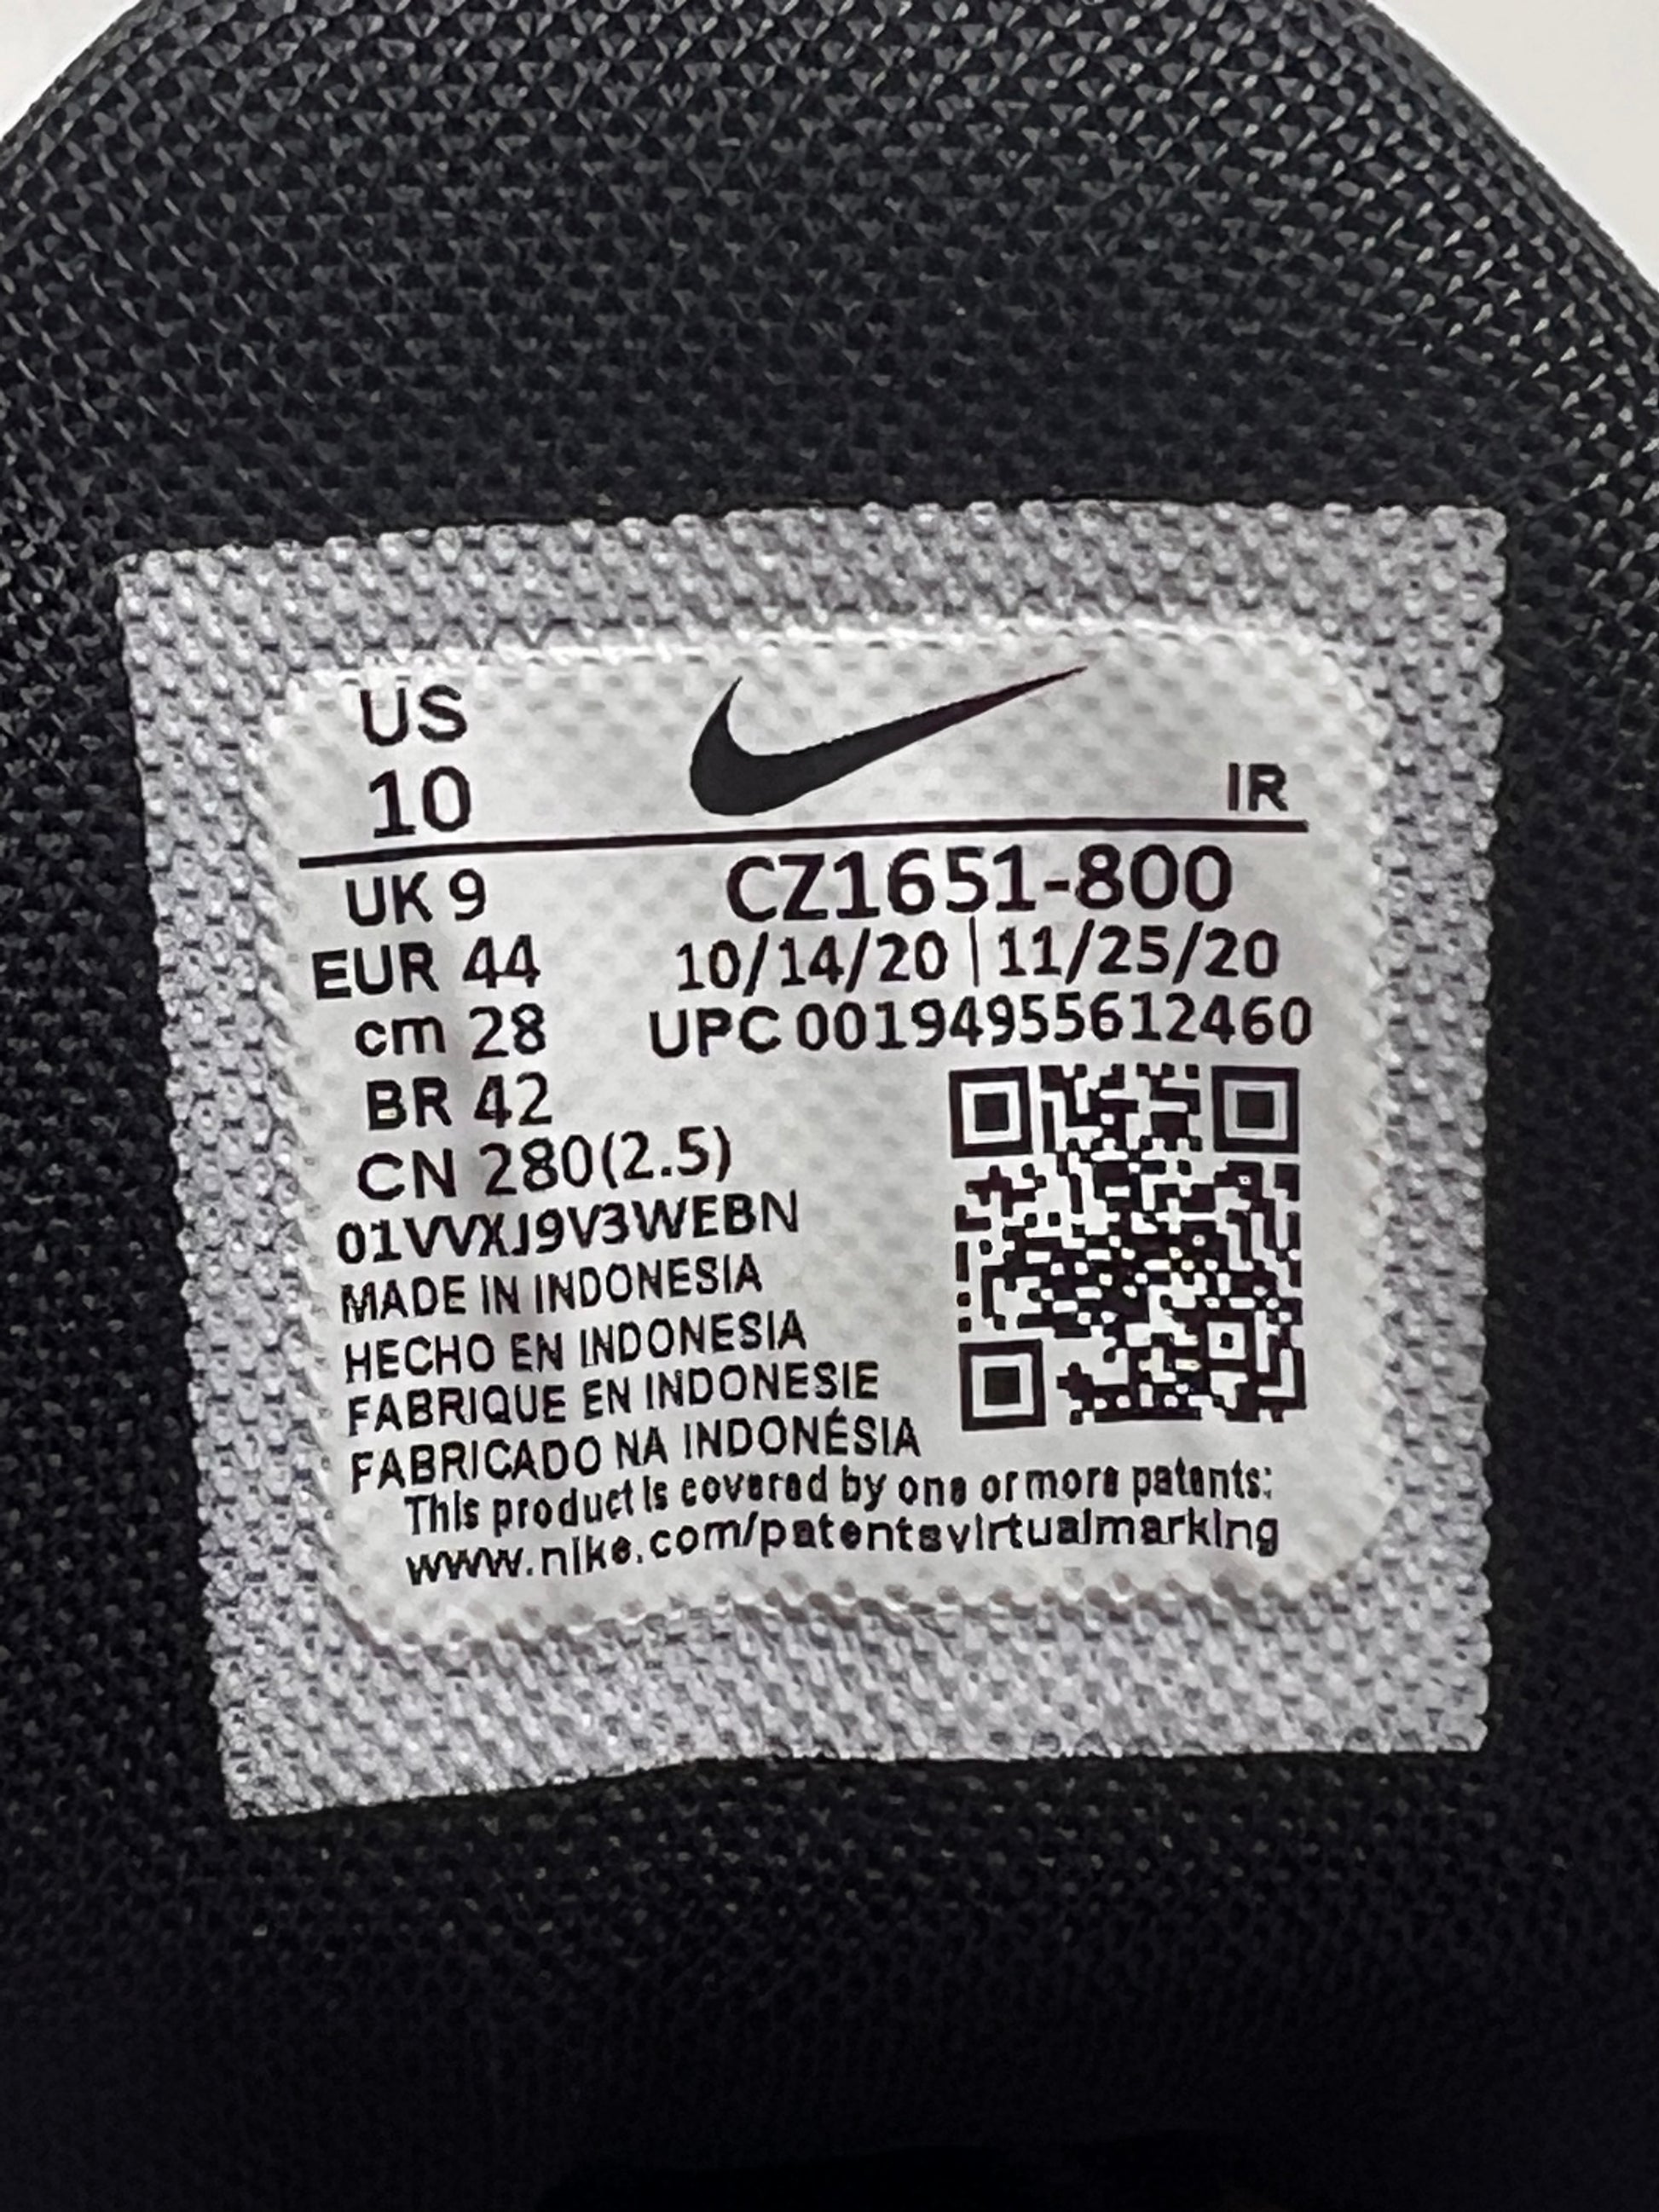 US
10
IR
UK 9
CZ1651-800
EUR 44
10/14/20 | 11/25/20
cm 28
UPC 00194955612460
BR 42
CN 280(2.5)
01VVXJ9V3WEBN
MADE IN INDONESIA
HECHO EN INDONESIA
FABRIQUE EN INDONESIE
FABRICADO NA INDONÉSIA
This product is covered by one or more patents:
www.nike.com/patentsvirtualmarking